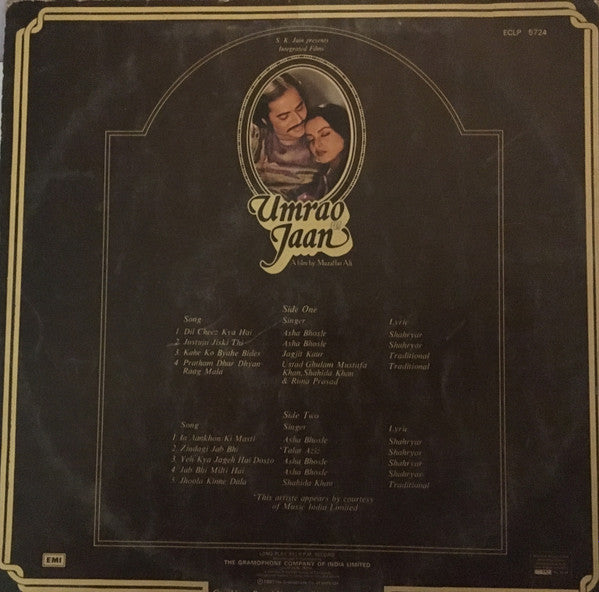 S. K. Jain presents
Integrated Films'
ECLP 5724
Umrao
Jaan
A film by Muzaffar Ali
Side One
Song Singer Lyric
1 Dil Cheez Kya Hai Asha Bhosle Shahryar
2 Justuju Jiski Thi Asha Bhosle Shahryar
3 Kahe Ko Byahe Bides Jagjit Kaur Traditional
4 Pratham Dhar Dhyan Ustad Ghulam Mustafa Traditional
Raag Mala Khan, Shahida Khan
& Runa Prasad
Side Two
Song Singer Lyric
1 In Aankhon Ki Masti Asha Bhosle Shahryar
2 Zindagi Jab Bhi *Talat Aziz Shahryar
3 Yeh Kya Jageh Hai Dosto Asha Bhosle Shahryar
4 Jab Bhi Milti Hai Asha Bhosle Shahryar
5 Jhoola Kinne Dala Shahida Khan Traditional
*This artiste appears by courtesy
of Music India Limited
EMI
LONG PLAY 33⅓ R.P.M. RECORD
THE GRAMOPHONE COMPANY OF INDIA LIMITED